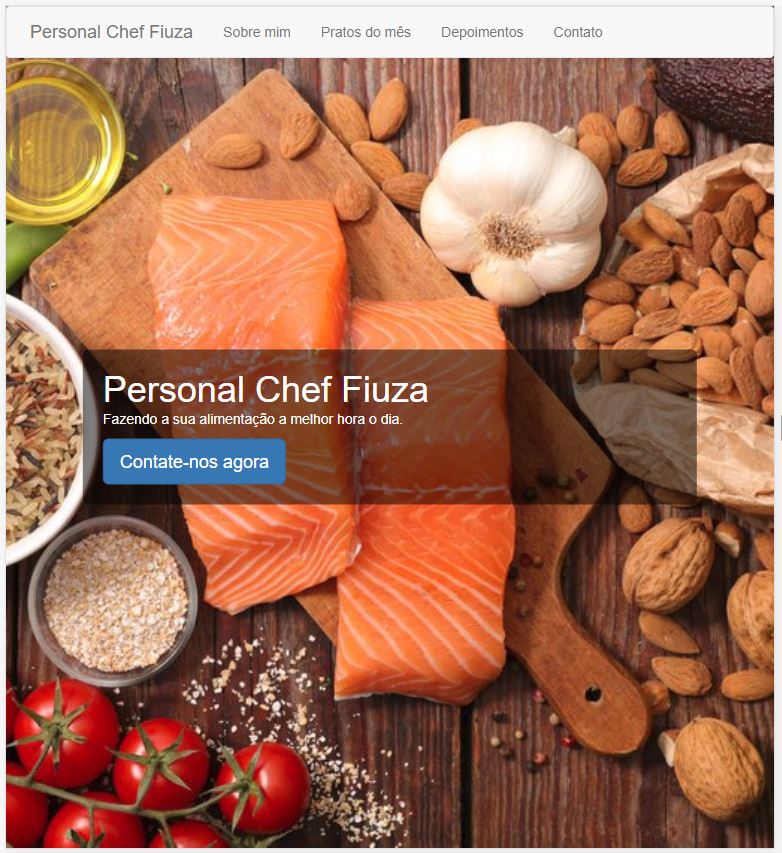 Personal Chef Fiuza Sobre mim Pratos do mês Depoimentos Contato
Personal Chef Fiuza
Fazendo a sua alimentação a melhor hora o dia.
Contate-nos agora